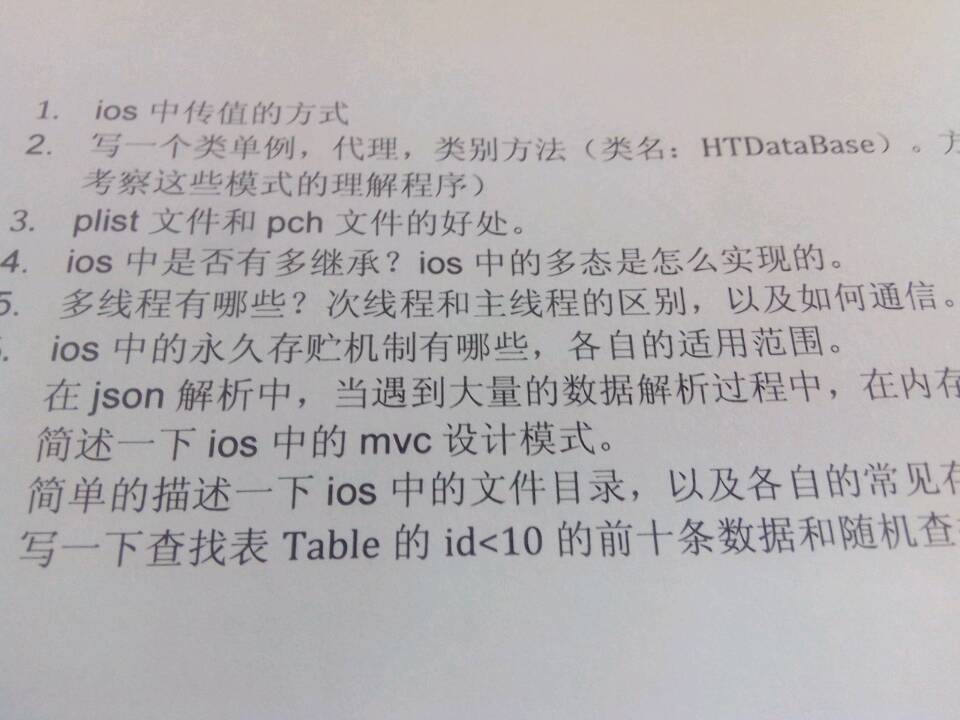 1. ios 中传值的方式
2. 写一个类单例，代理，类别方法（类名：HTDataBase）。方
考察这些模式的理解程序）
3. plist 文件和 pch 文件的好处。
4. ios 中是否有多继承？ios 中的多态是怎么实现的。
5. 多线程有哪些？次线程和主线程的区别，以及如何通信。
ios 中的永久存贮机制有哪些，各自的适用范围。
在 json 解析中，当遇到大量的数据解析过程中，在内存
简述一下 ios 中的 mvc 设计模式。
简单的描述一下 ios 中的文件目录，以及各自的常见存
写一下查找表 Table 的 id<10 的前十条数据和随机查